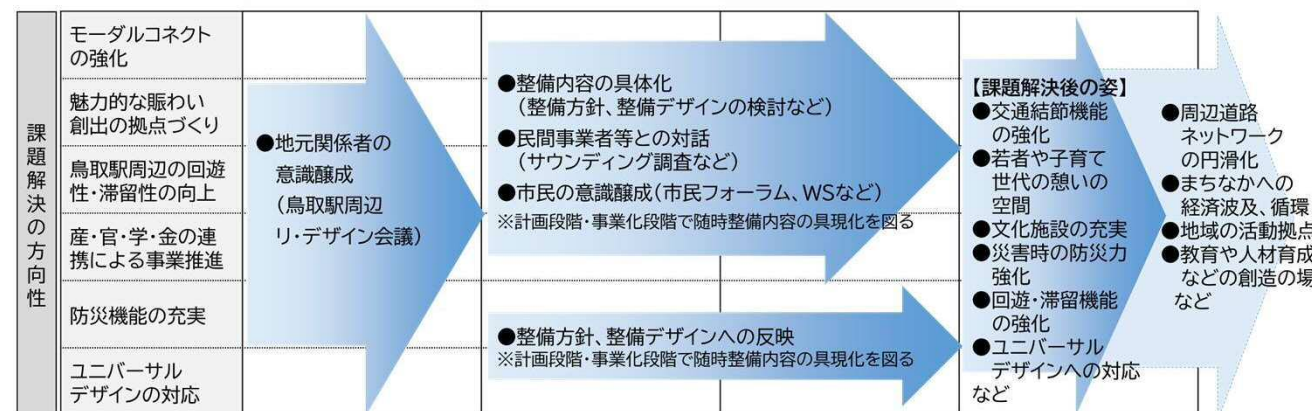 課題解決の方向性
モーダルコネクト
の強化
魅力的な賑わい
創出の拠点づくり
鳥取駅周辺の回遊
性・滞留性の向上
産・官・学・金の連
携による事業推進
防災機能の充実
ユニバーサル
デザインの対応
●地元関係者の
意識醸成
(鳥取駅周辺
リ・デザイン会議)
●整備内容の具体化
(整備方針、整備デザインの検討など)
●民間事業者等との対話
(サウンディング調査など)
●市民の意識醸成(市民フォーラム、WSなど)
※計画段階・事業化段階で随時整備内容の具現化を図る
●整備方針、整備デザインへの反映
※計画段階・事業化段階で随時整備内容の具現化を図る
【課題解決後の姿】
●交通結節機能
の強化
●若者や子育て
世代の憩いの
空間
●文化施設の充実
●災害時の防災力
強化
●回遊・滞留機能
の強化
●ユニバーサル
デザインへの対応
など
●周辺道路
ネットワーク
の円滑化
●まちなかへの
経済波及、循環
●地域の活動拠点
●教育や人材育成
などの創造の場
など